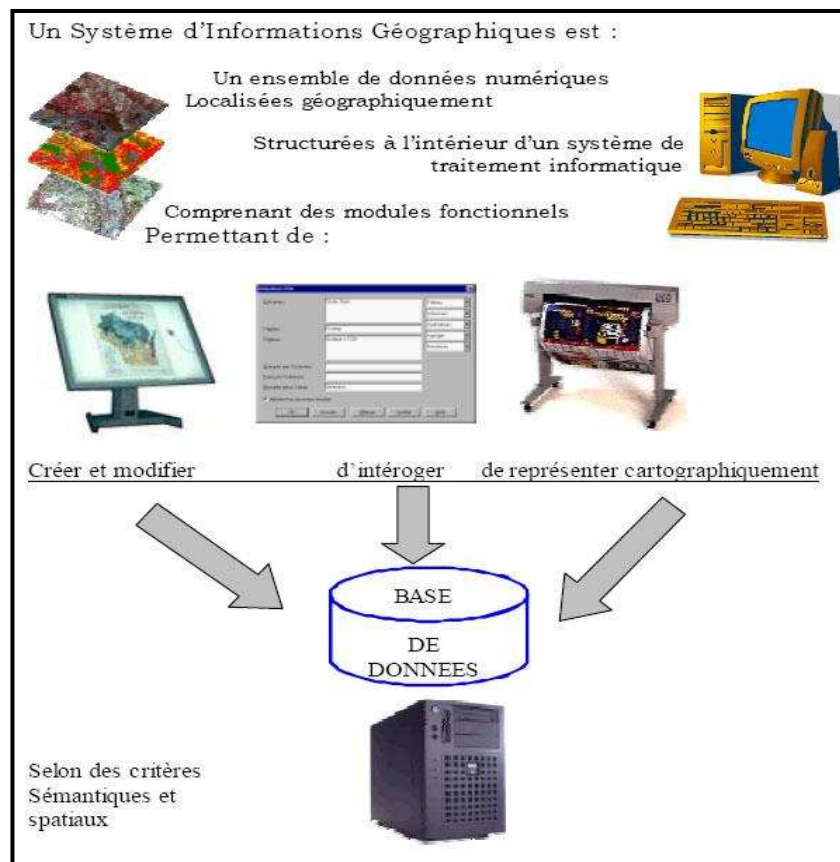 Un Système d'Informations Géographiques est :
Un ensemble de données numériques
Localisées géographiquement
Structurées à l'intérieur d'un système de
traitement informatique
Comprenant des modules fonctionnels
Permettant de :
Créer et modifier d'intéroger de représenter cartographiquement
BASE
DE
DONNEES
Selon des critères
Sémantiques et
spatiaux